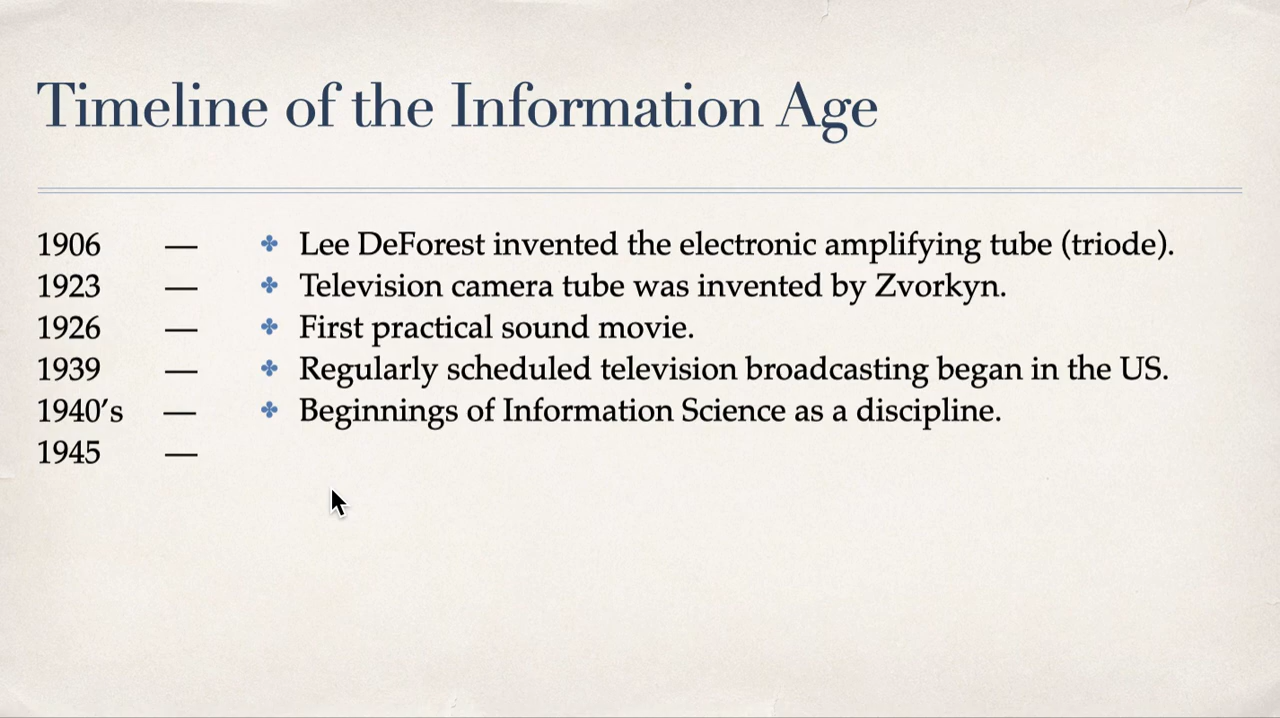 Timeline of the Information Age
1906 — ✤ Lee DeForest invented the electronic amplifying tube (triode).
1923 — ✤ Television camera tube was invented by Zvorkyn.
1926 — ✤ First practical sound movie.
1939 — ✤ Regularly scheduled television broadcasting began in the US.
1940’s — ✤ Beginnings of Information Science as a discipline.
1945 —